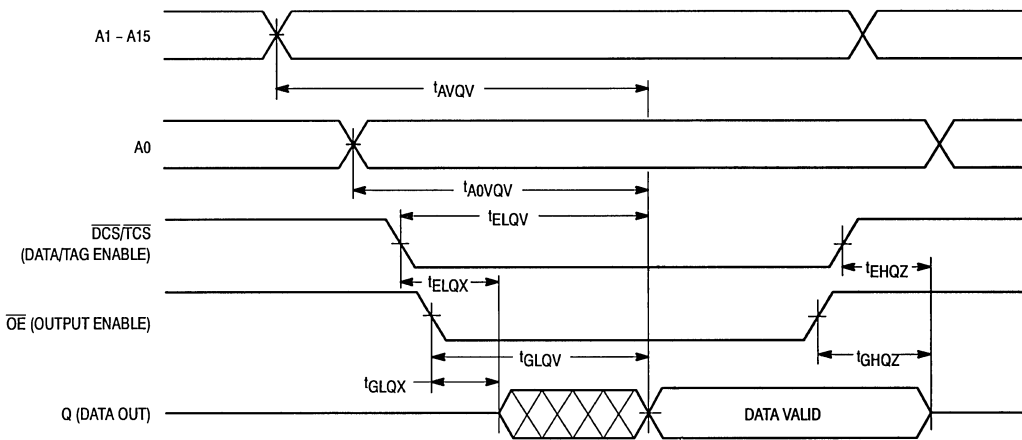 A1 – A15
tAVQV
A0
tA0VQV
DCS/TCS
(DATA/TAG ENABLE)
tELQV
tEHQZ
tELQX
OE (OUTPUT ENABLE)
tGLQV
tGHQZ
tGLQX
Q (DATA OUT)
DATA VALID